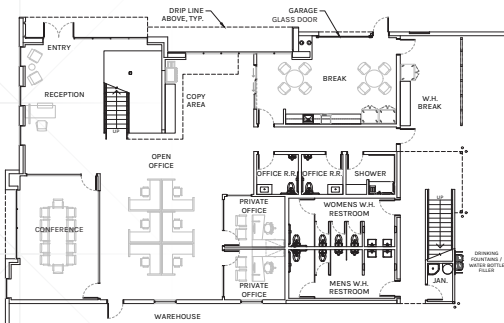 DRIP LINE
ABOVE, TYP.
GARAGE
GLASS DOOR
ENTRY
RECEPTION
COPY
AREA
BREAK
W.H.
BREAK
UP
OPEN
OFFICE
OFFICE R.R.
OFFICE R.R.
SHOWER
PRIVATE
OFFICE
WOMENS W.H.
RESTROOM
UP
CONFERENCE
DRINKING
FOUNTAINS /
WATER BOTTLE
FILLER
JAN.
PRIVATE
OFFICE
MENS W.H.
RESTROOM
WAREHOUSE